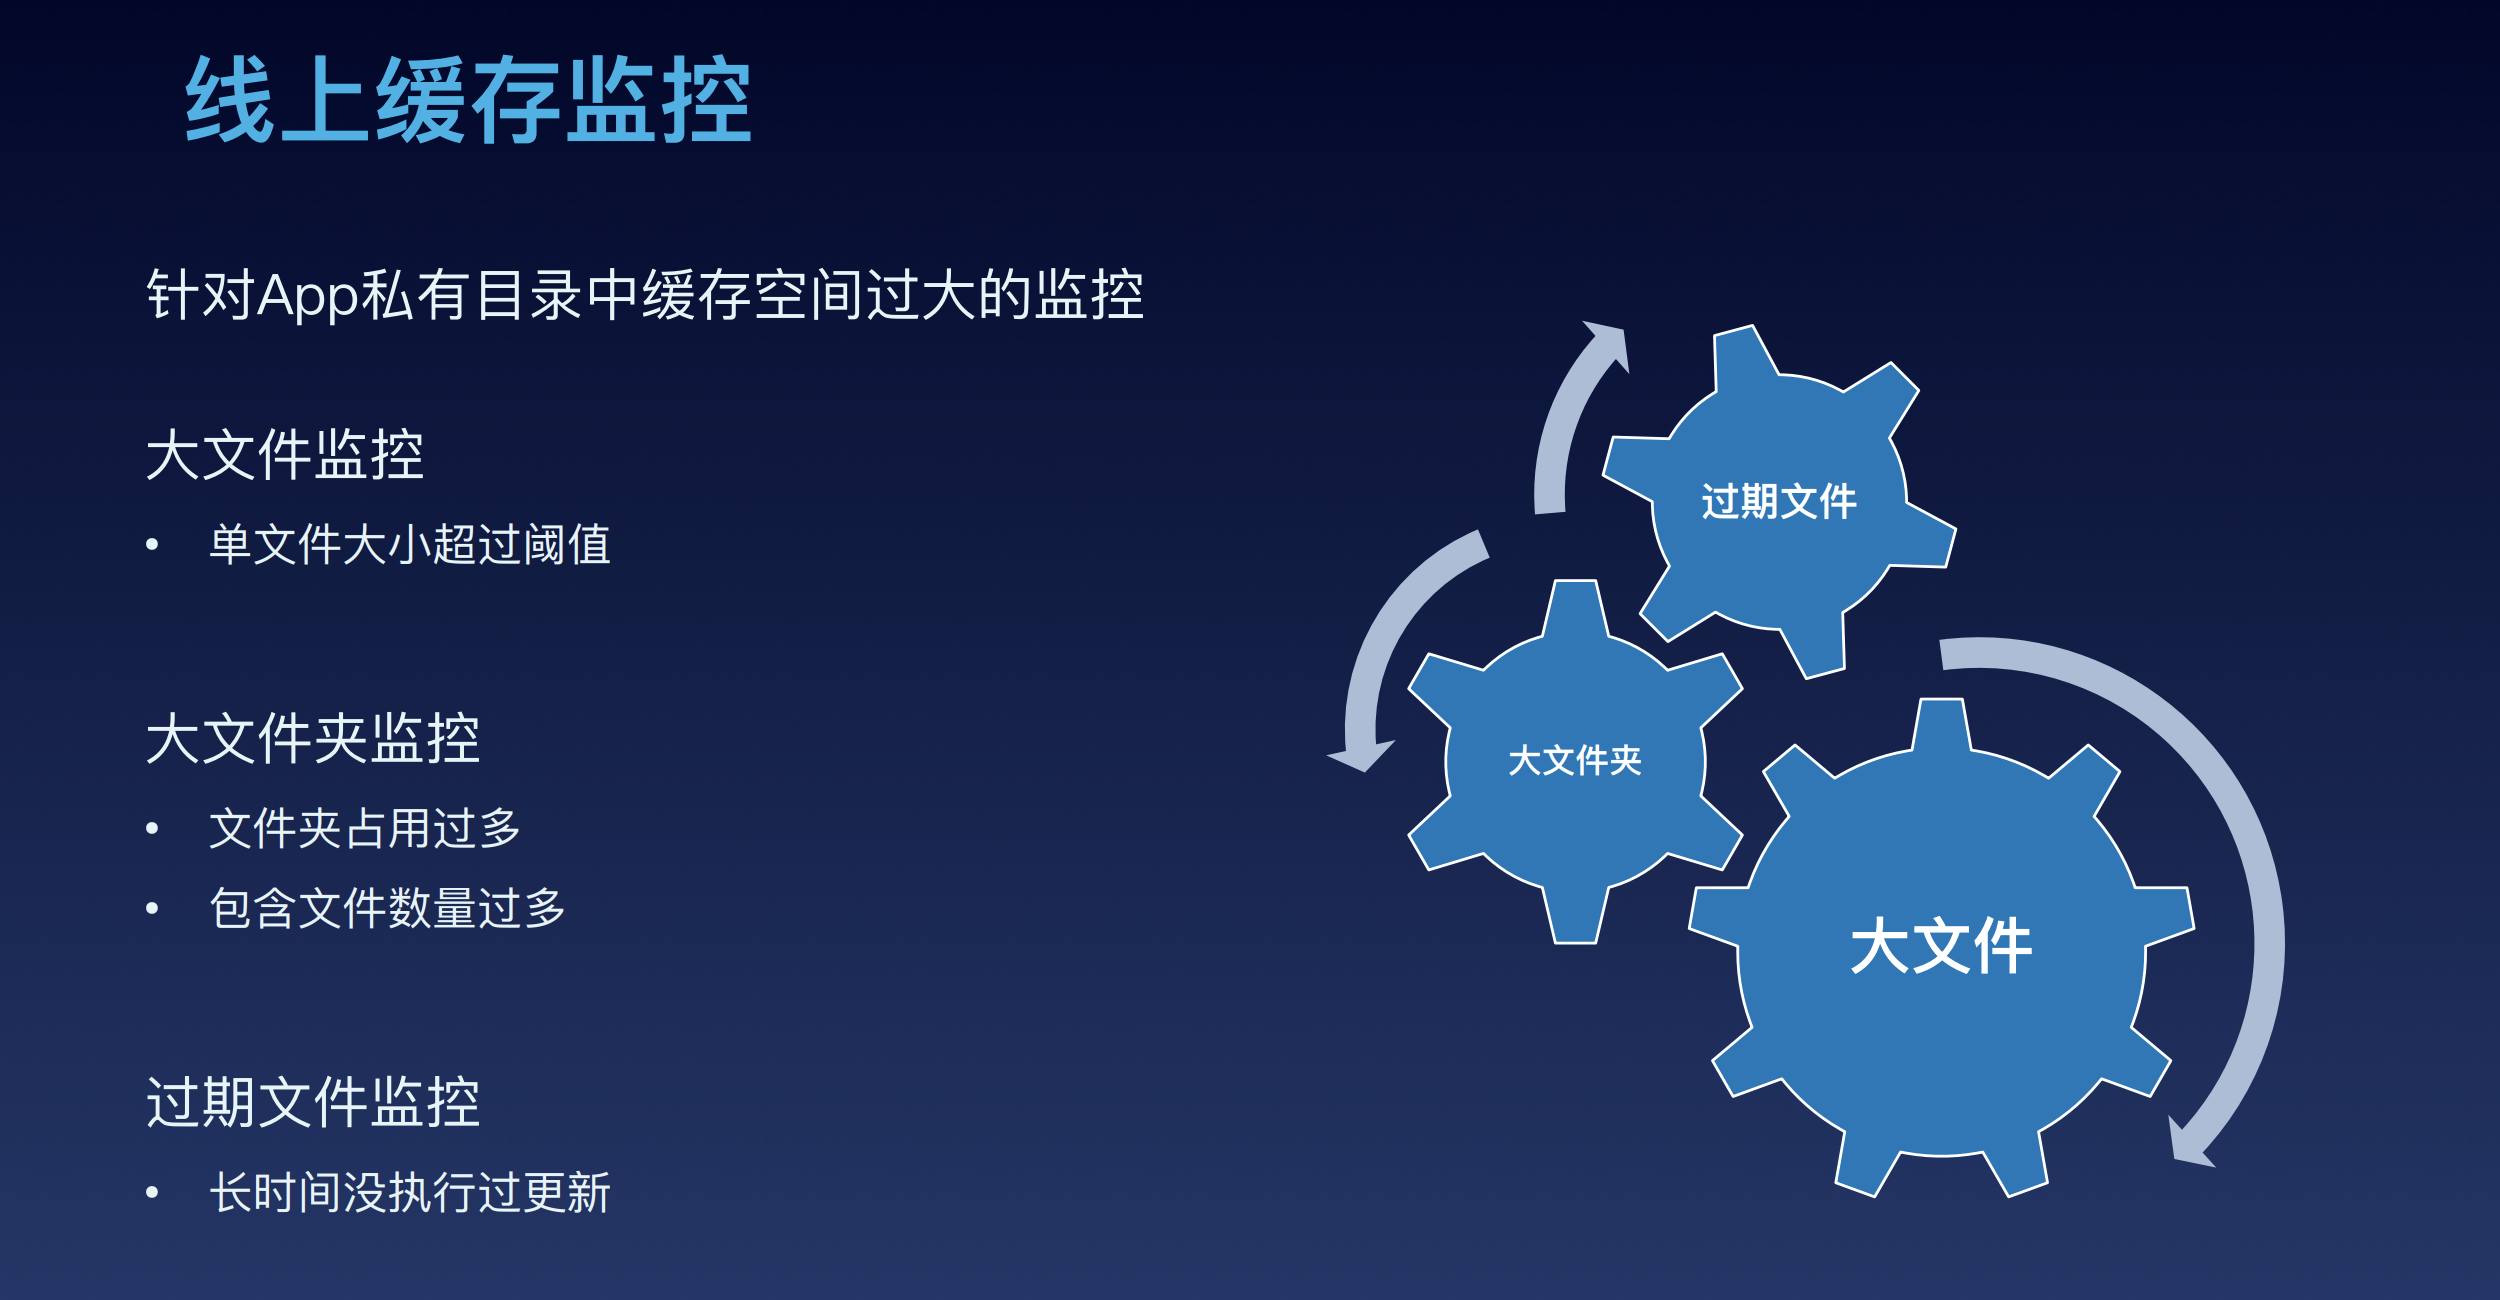 线上缓存监控
针对App私有目录中缓存空间过大的监控
大文件监控
• 单文件大小超过阈值
大文件夹监控
• 文件夹占用过多
• 包含文件数量过多
过期文件监控
• 长时间没执行过更新
过期文件
大文件夹
大文件